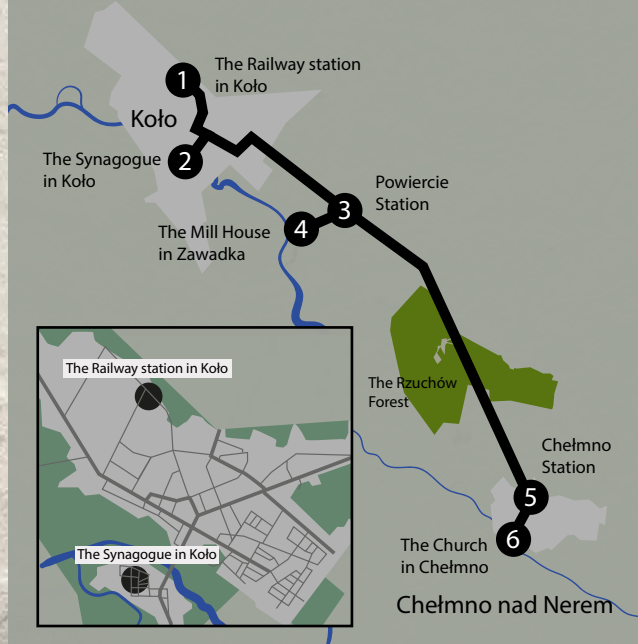 1
The Railway station
in Koło
Koło
The Synagogue
in Koło
2
Powiercie
Station
3
4
The Mill House
in Zawadka
The Railway station in Koło
The Rzuchów
Forest
Chełmno
Station
5
The Synagogue in Koło
6
The Church
in Chełmno
Chełmno nad Nerem